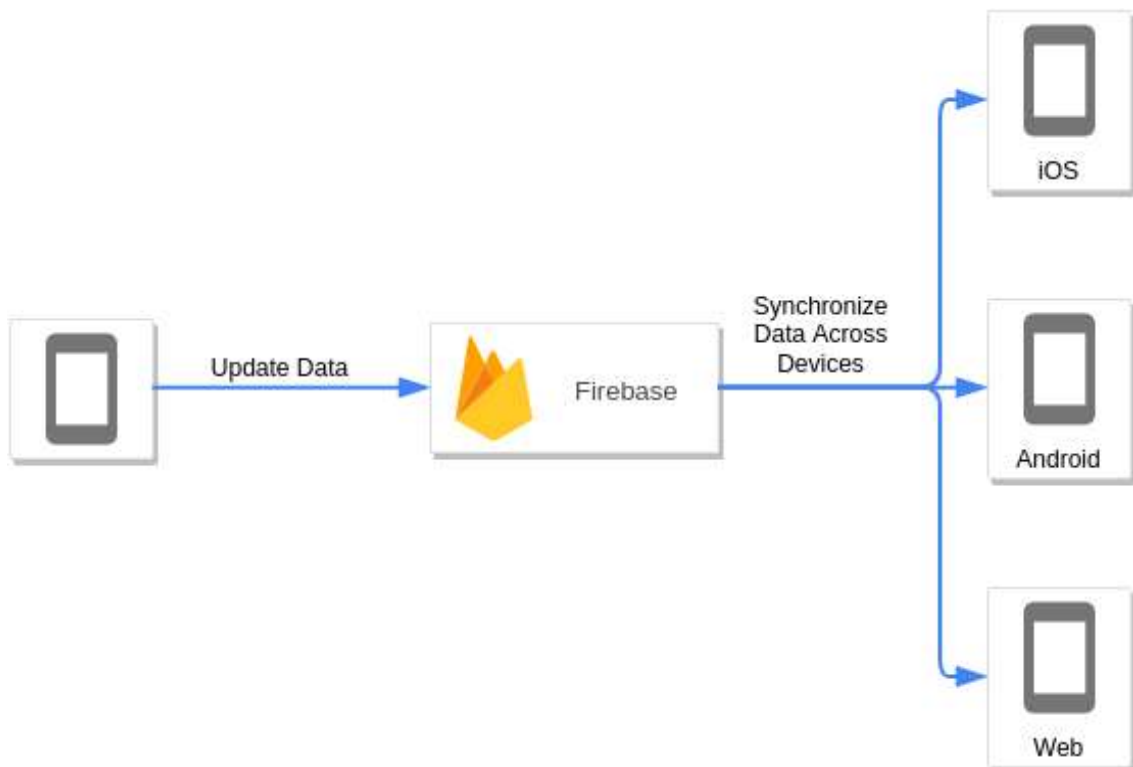 Update Data
Firebase
Synchronize
Data Across
Devices
iOS
Android
Web